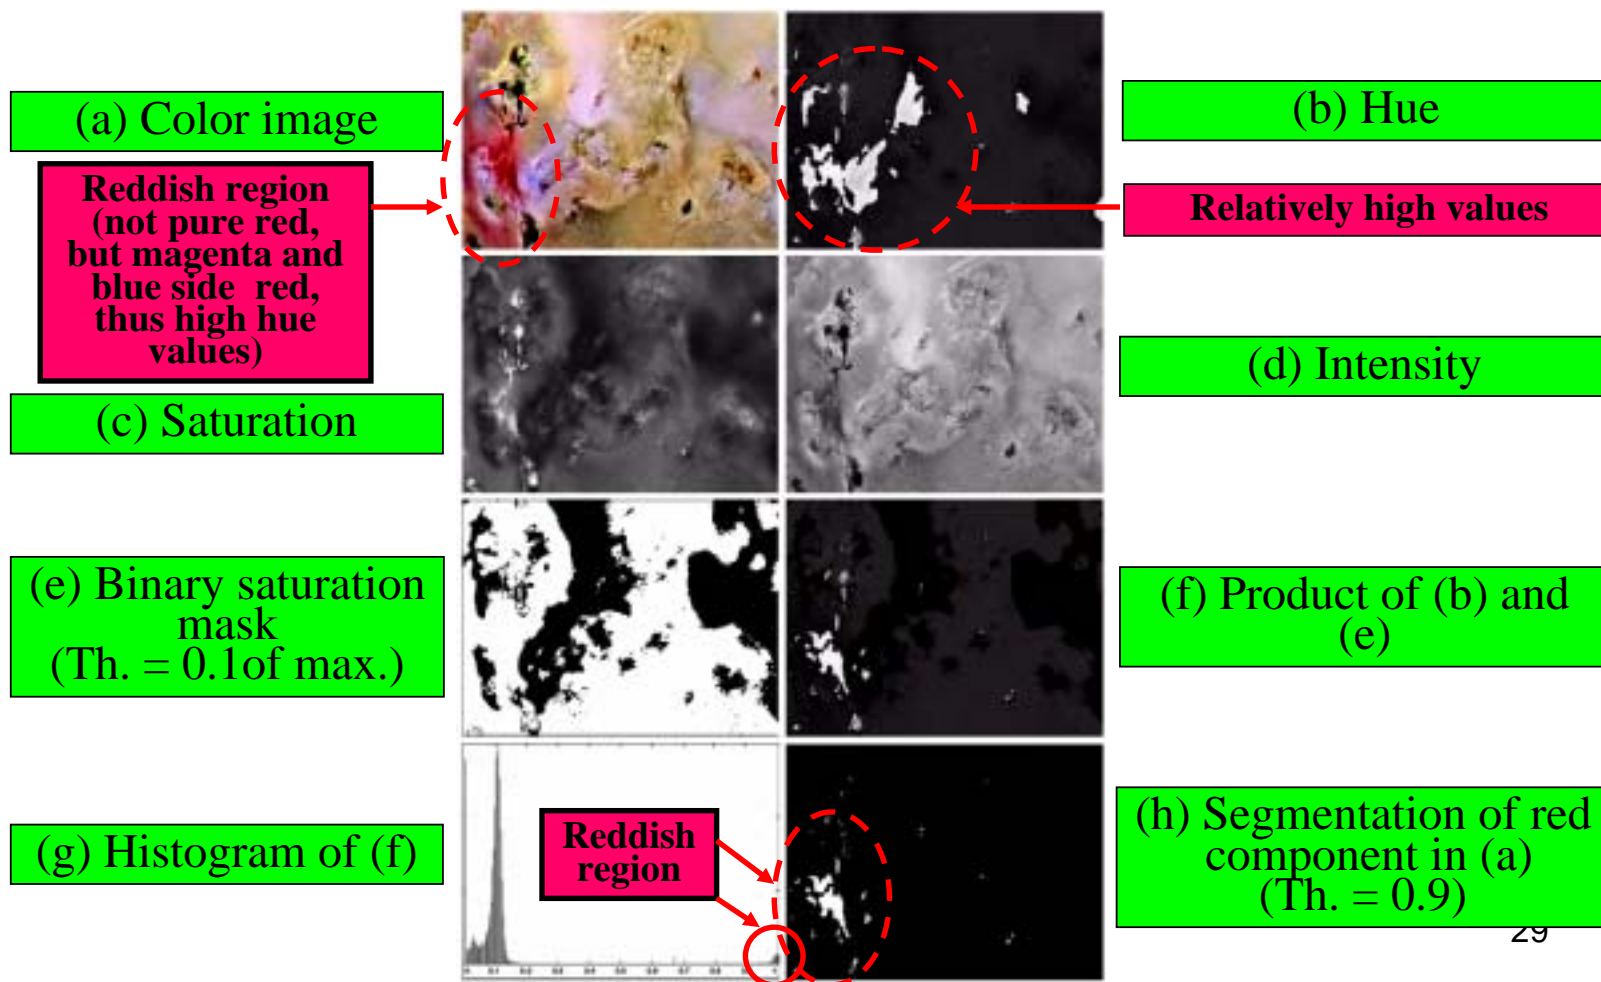 (a) Color image
(b) Hue
Reddish region
(not pure red,
but magenta and
blue side red,
thus high hue
values)
Relatively high values
(c) Saturation
(d) Intensity
(e) Binary saturation
mask
(Th. = 0.1of max.)
(f) Product of (b) and
(e)
(g) Histogram of (f)
Reddish
region
(h) Segmentation of red
component in (a)
(Th. = 0.9)
29